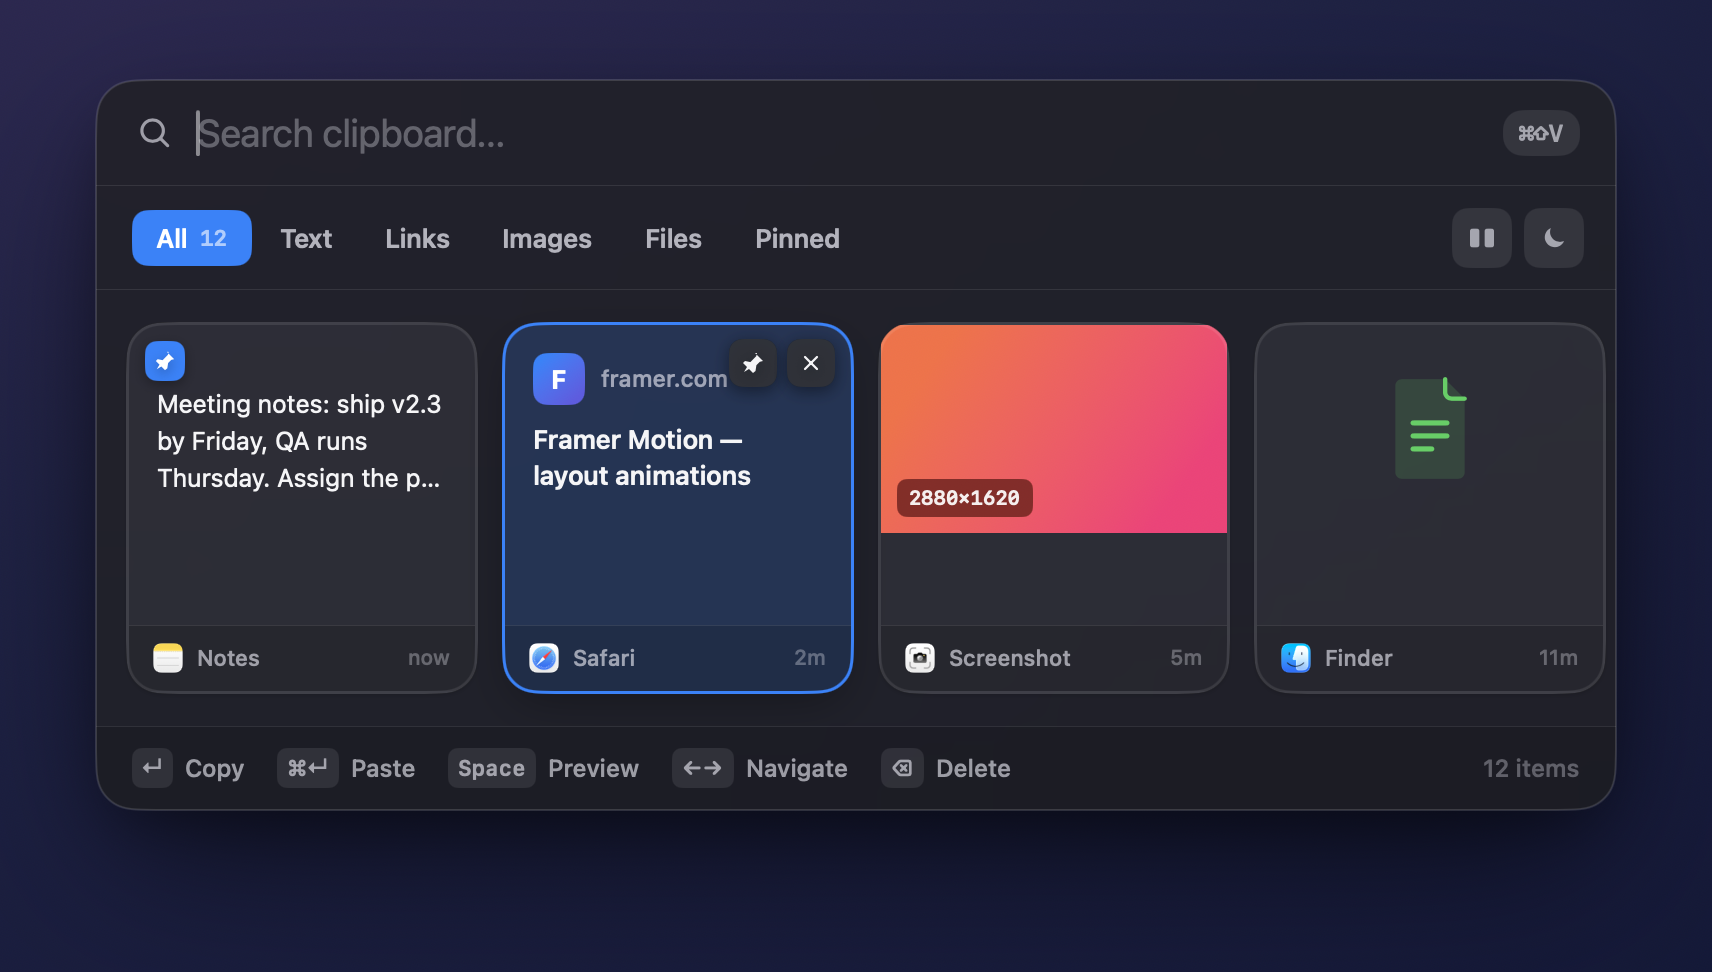 Search clipboard...
⌘⇧V
All 12
Text
Links
Images
Files
Pinned
Meeting notes: ship v2.3
by Friday, QA runs
Thursday. Assign the p...
Notes
now
F
framer.com
Framer Motion —
layout animations
Safari
2m
2880×1620
Screenshot
5m
Finder
11m
↵ Copy
⌘↵ Paste
Space Preview
←→ Navigate
⌫ Delete
12 items